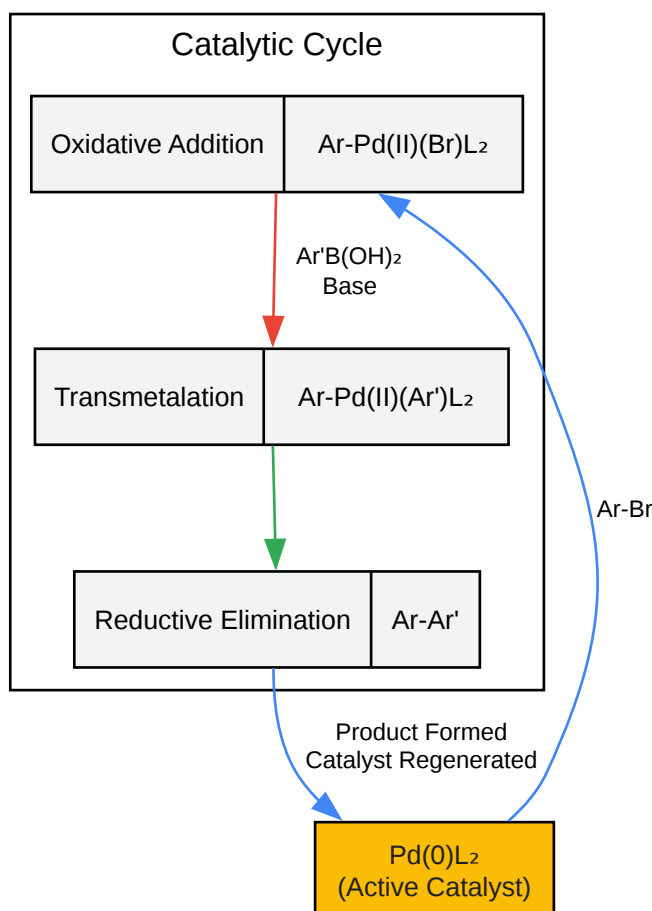 Catalytic Cycle
Oxidative Addition
Ar-Pd(II)(Br)L₂
Ar'B(OH)₂
Base
Transmetalation
Ar-Pd(II)(Ar')L₂
Ar-Br
Reductive Elimination
Ar-Ar'
Product Formed
Catalyst Regenerated
Pd(0)L₂
(Active Catalyst)